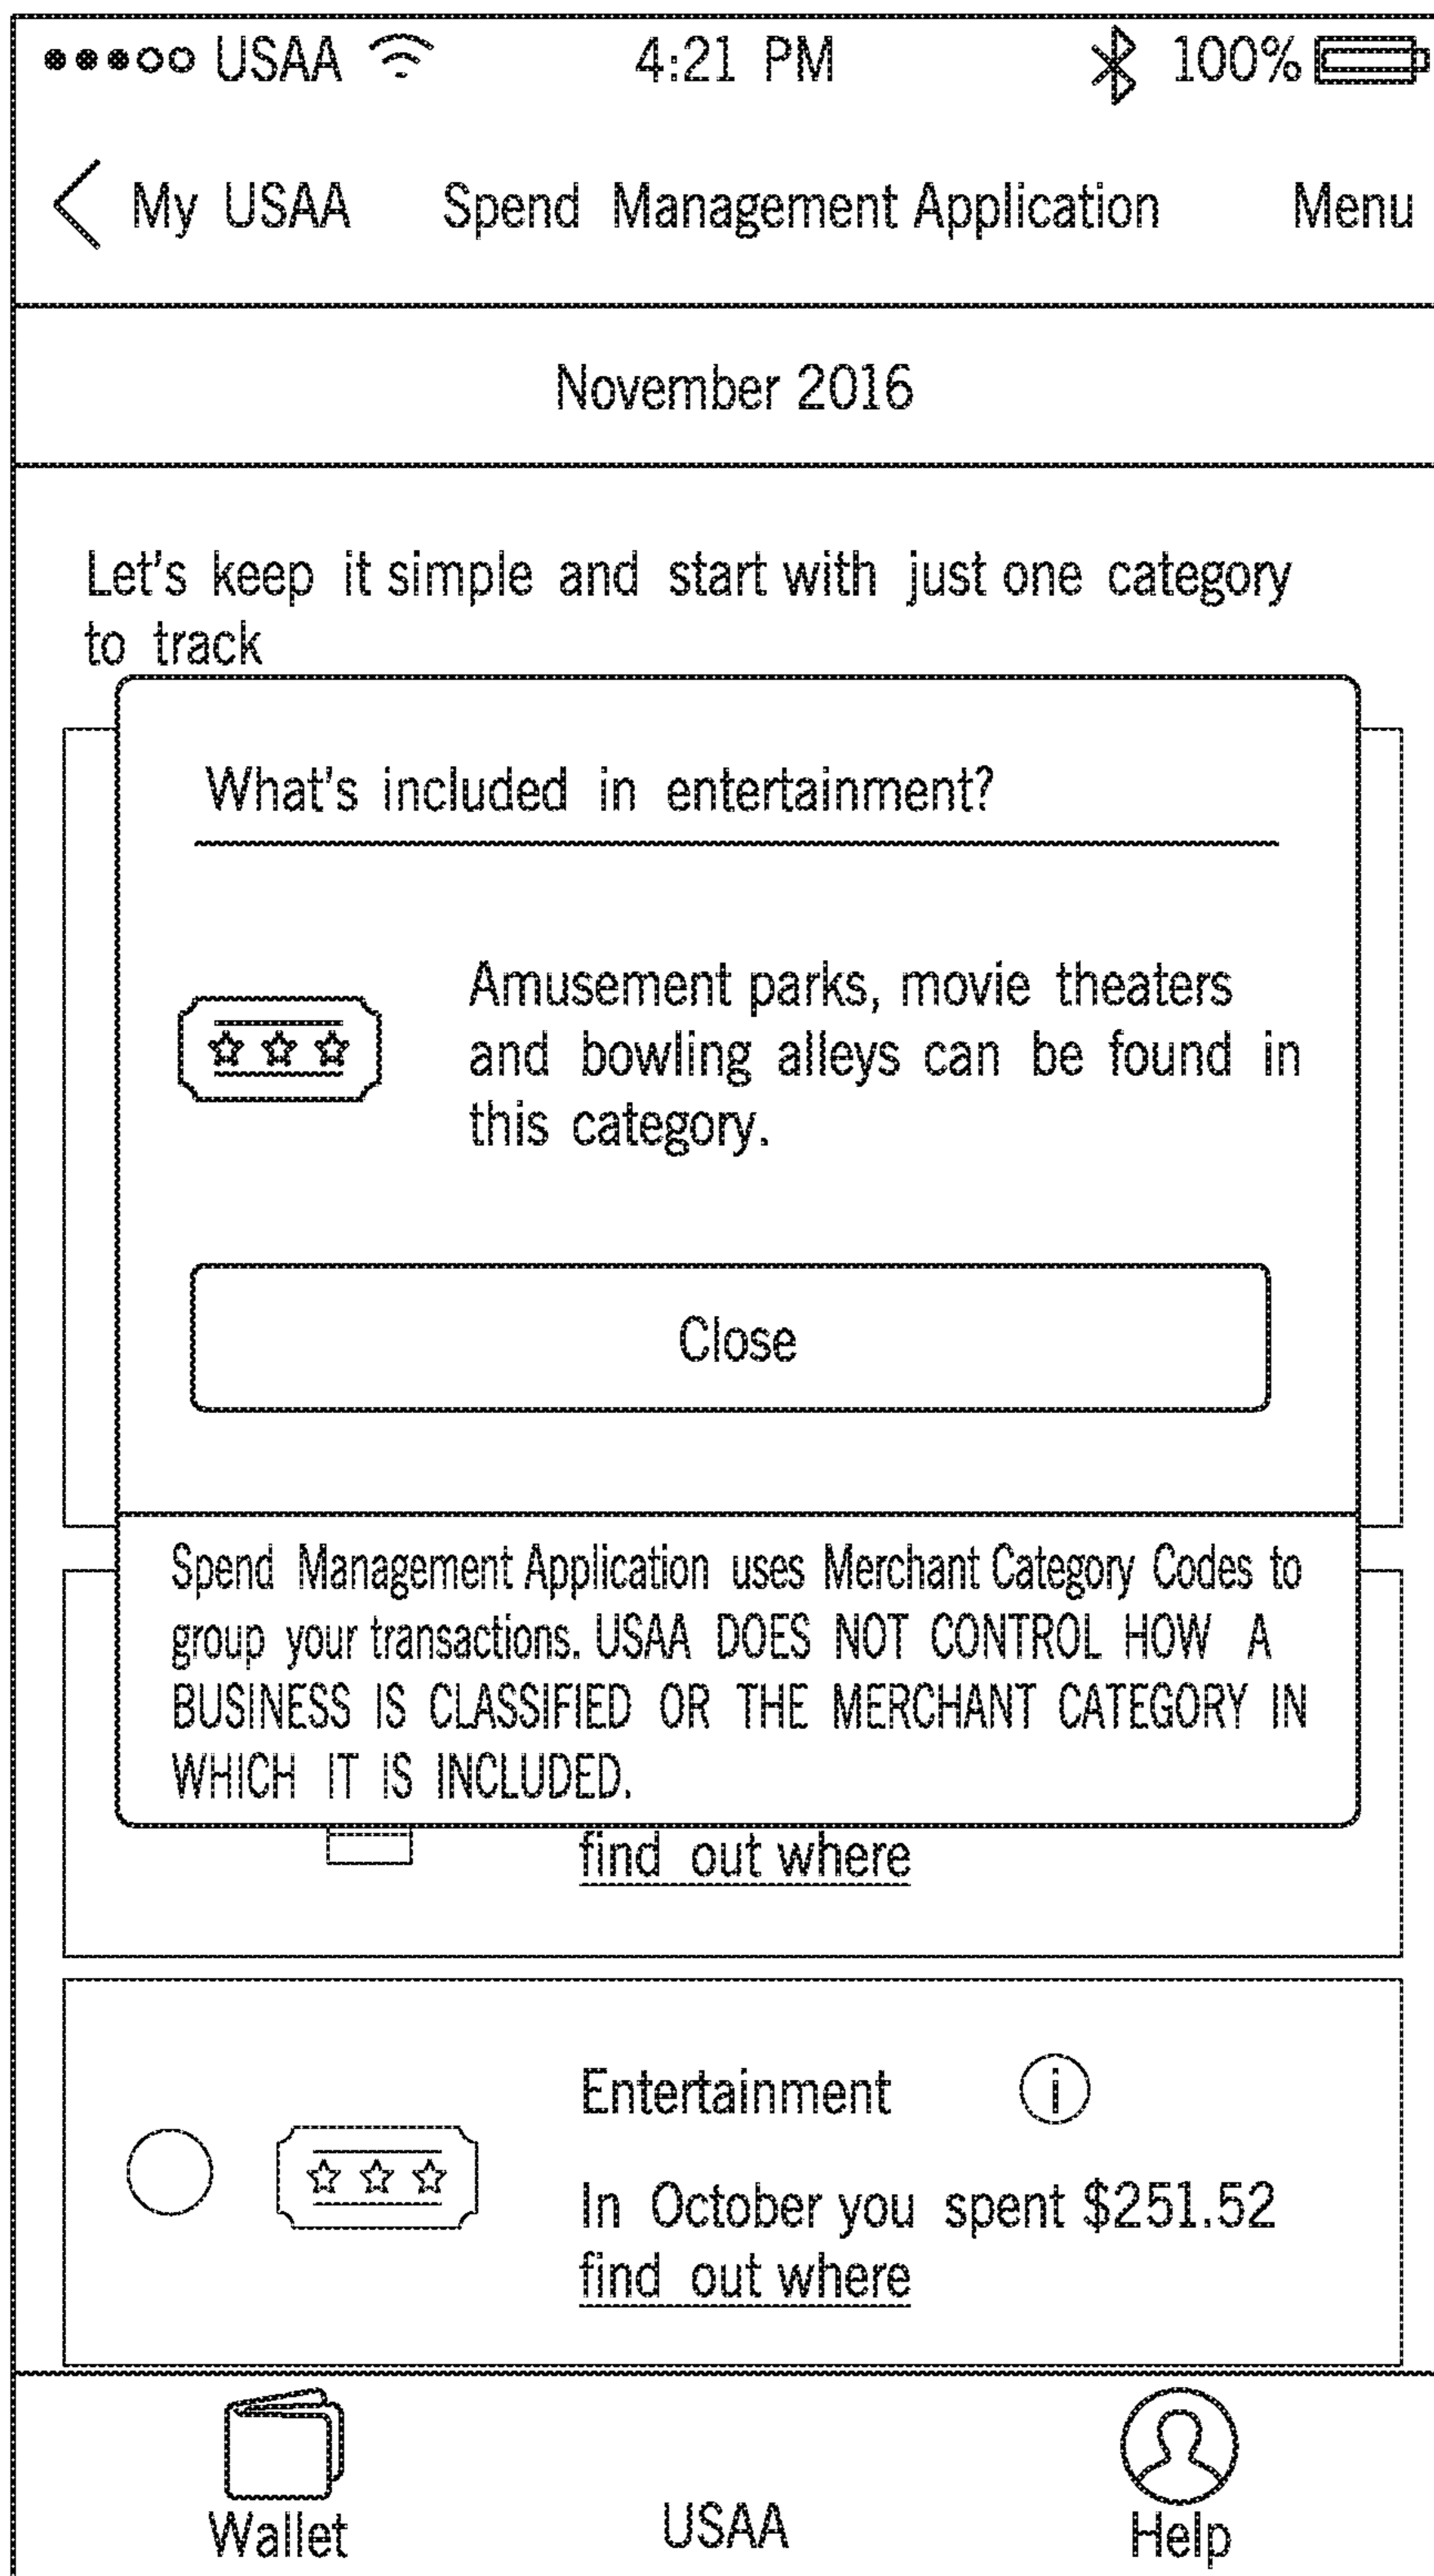 USAA 4:21 PM 100%
My USAA Spend Management Application Menu
November 2016
Let's keep it simple and start with just one category
to track
What's included in entertainment?
Amusement parks, movie theaters
and bowling alleys can be found in
this category.
Close
Spend Management Application uses Merchant Category Codes to
group your transactions. USAA DOES NOT CONTROL HOW A
BUSINESS IS CLASSIFIED OR THE MERCHANT CATEGORY IN
WHICH IT IS INCLUDED.
find out where
Entertainment i
In October you spent $251.52
find out where
Wallet USAA Help